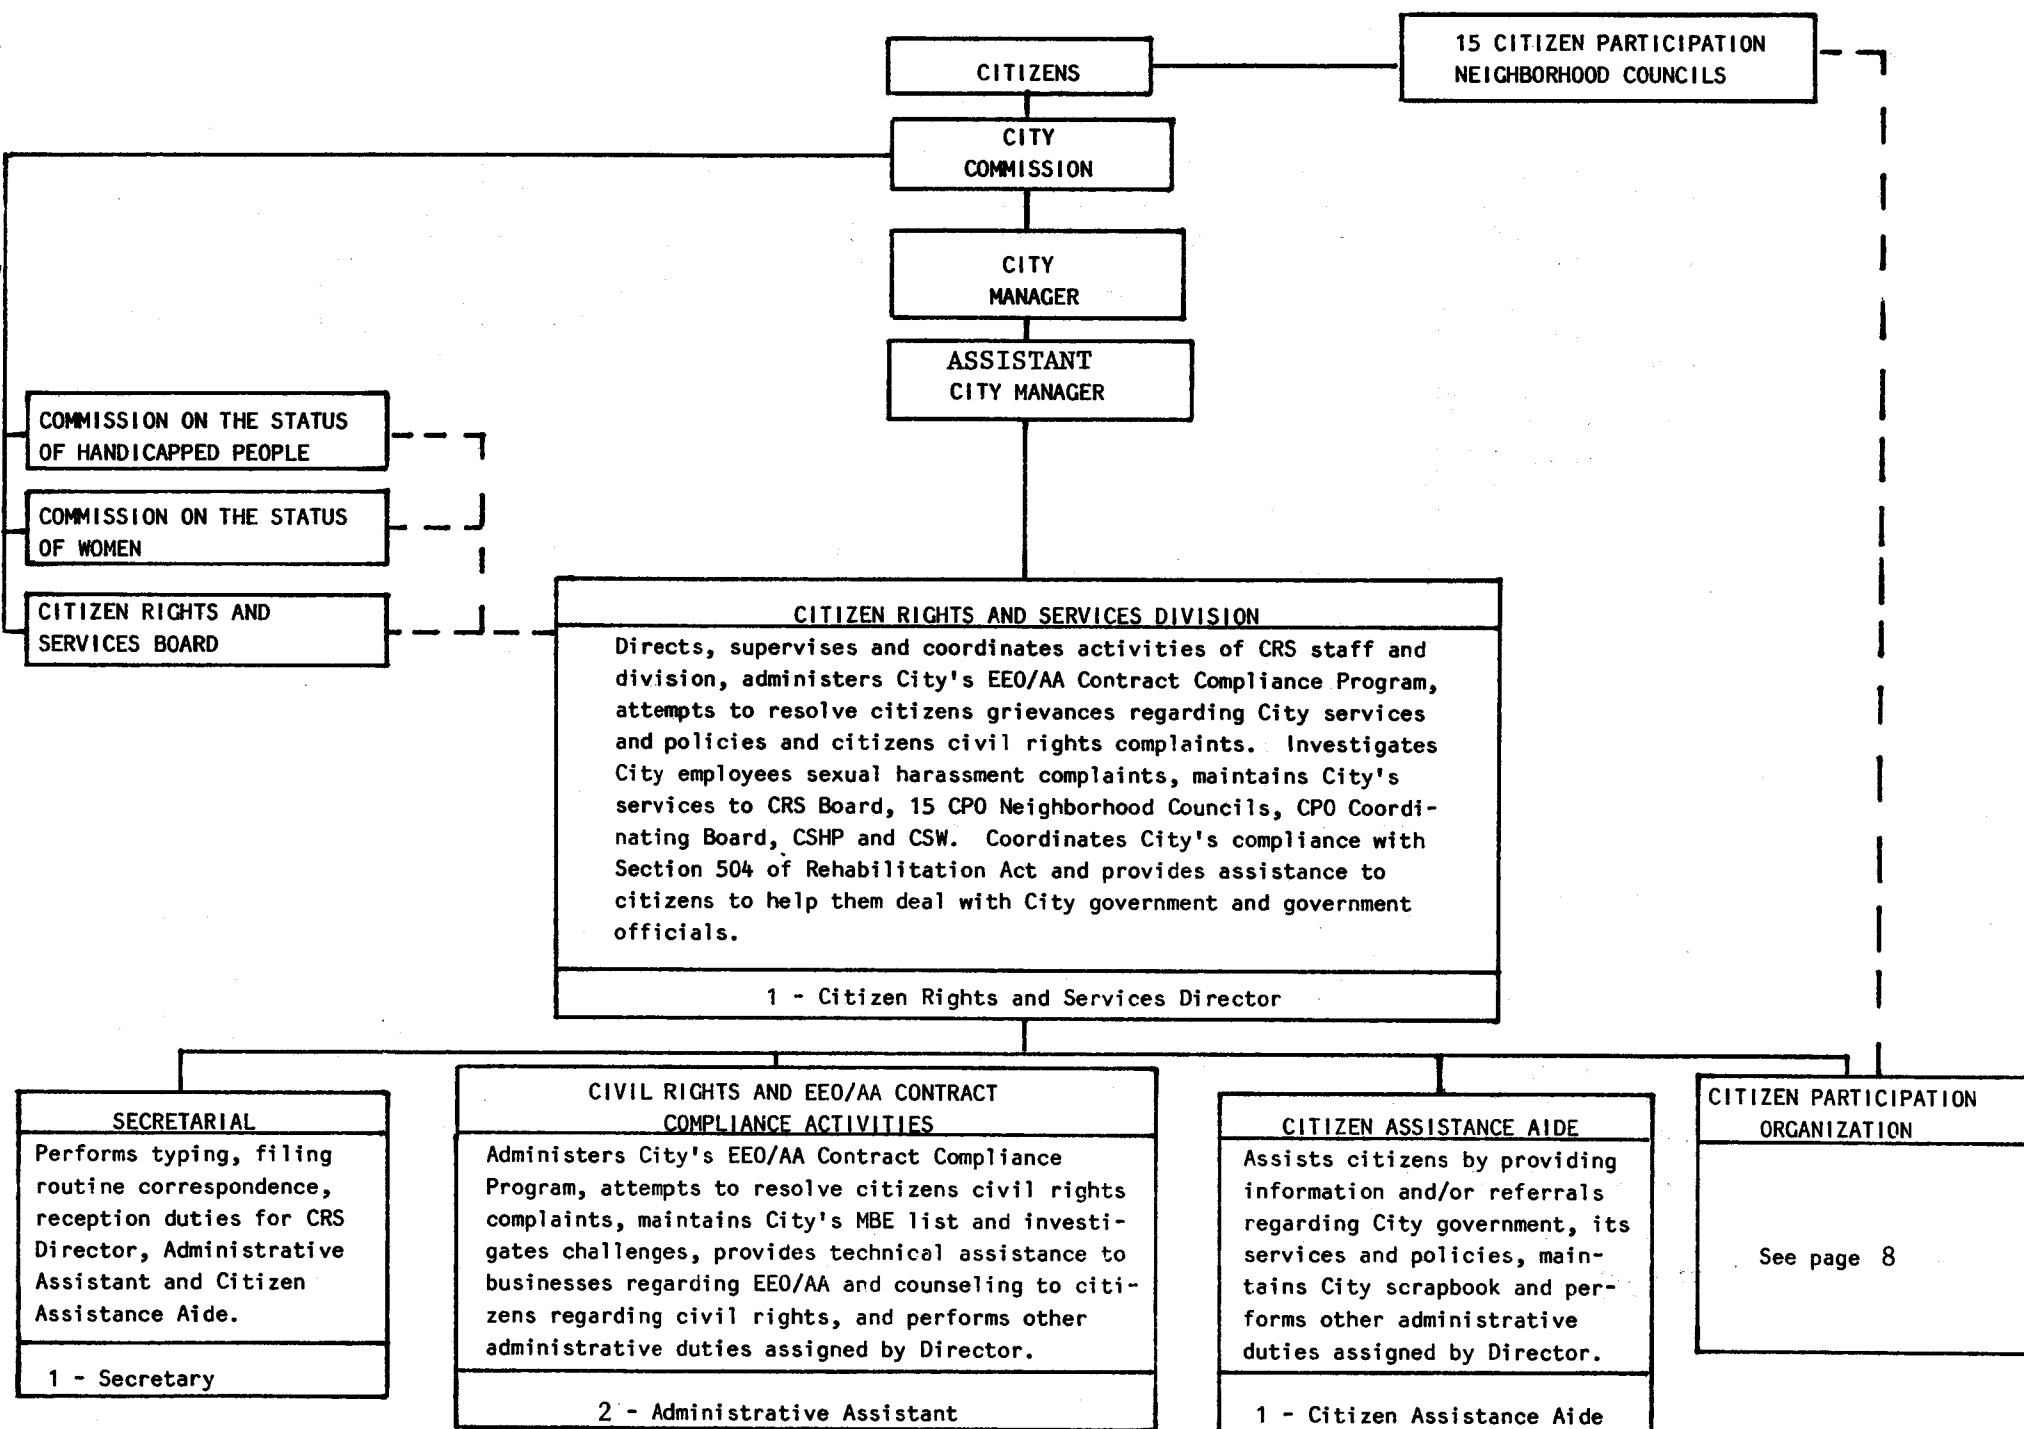 CITIZENS
15 CITIZEN PARTICIPATION
NEIGHBORHOOD COUNCILS
CITY
COMMISSION
CITY
MANAGER
ASSISTANT
CITY MANAGER
COMMISSION ON THE STATUS
OF HANDICAPPED PEOPLE
COMMISSION ON THE STATUS
OF WOMEN
CITIZEN RIGHTS AND
SERVICES BOARD
CITIZEN RIGHTS AND SERVICES DIVISION
Directs, supervises and coordinates activities of CRS staff and
division, administers City's EEO/AA Contract Compliance Program,
attempts to resolve citizens grievances regarding City services
and policies and citizens civil rights complaints. Investigates
City employees sexual harassment complaints, maintains City's
services to CRS Board, 15 CPO Neighborhood Councils, CPO Coordi-
nating Board, CSHP and CSW. Coordinates City's compliance with
Section 504 of Rehabilitation Act and provides assistance to
citizens to help them deal with City government and government
officials.
1 - Citizen Rights and Services Director
SECRETARIAL
Performs typing, filing
routine correspondence,
reception duties for CRS
Director, Administrative
Assistant and Citizen
Assistance Aide.
1 - Secretary
CIVIL RIGHTS AND EEO/AA CONTRACT
COMPLIANCE ACTIVITIES
Administers City's EEO/AA Contract Compliance
Program, attempts to resolve citizens civil rights
complaints, maintains City's MBE list and investi-
gates challenges, provides technical assistance to
businesses regarding EEO/AA and counseling to citi-
zens regarding civil rights, and performs other
administrative duties assigned by Director.
2 - Administrative Assistant
CITIZEN ASSISTANCE AIDE
Assists citizens by providing
information and/or referrals
regarding City government, its
services and policies, main-
tains City scrapbook and per-
forms other administrative
duties assigned by Director.
1 - Citizen Assistance Aide
CITIZEN PARTICIPATION
ORGANIZATION
See page 8